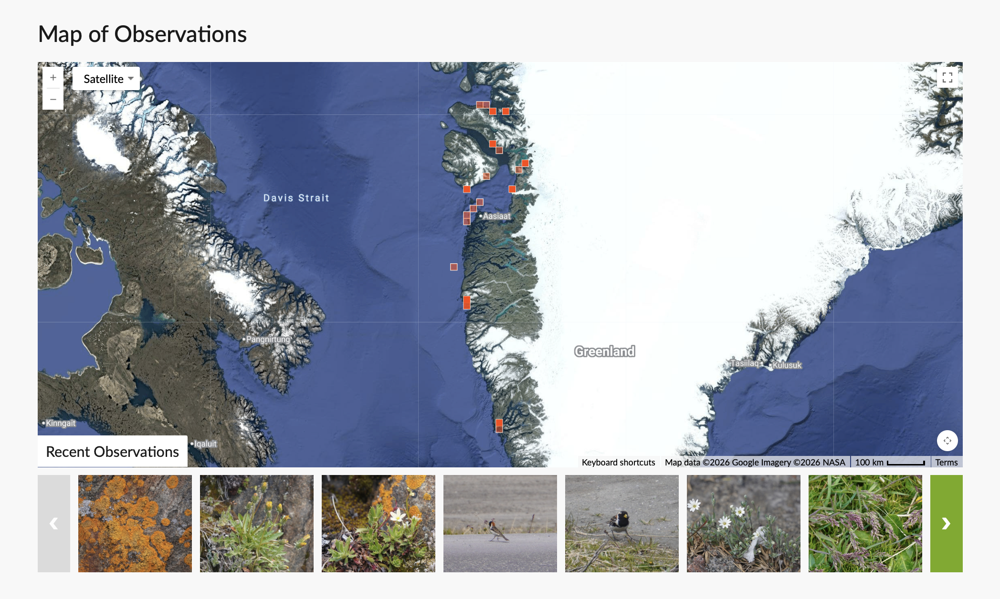 Map of Observations
+
Satellite
−
Davis Strait
Aasiaat
Pangnirtung
Greenland
Tasiilaq
Kulusuk
Kinngait
Iqaluit
Recent Observations
Keyboard shortcuts
Map data ©2026 Google Imagery ©2026 NASA
100 km
Terms